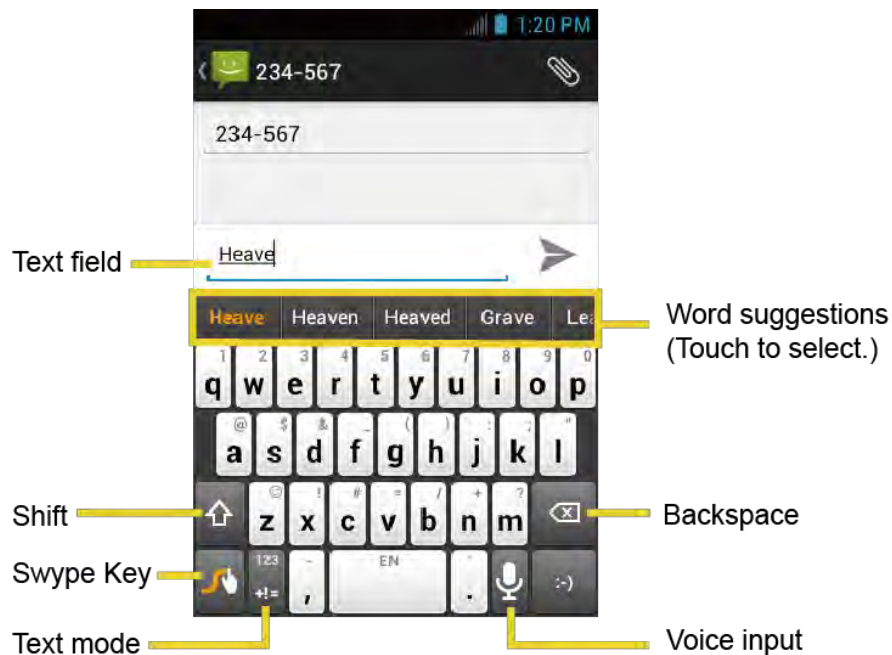 1:20 PM
234-567
234-567
Text field
Heave
Heave Heaven Heaved Grave Lea
Word suggestions
(Touch to select.)
1 2 3 4 5 6 7 8 9 0
q w e r t y u i o p
@ $ & _ ( ) : ; "
a s d f g h j k l
! # = / + ?
z x c v b n m
Shift
Backspace
Swype Key
123 - EN '
+!= , . :-)
Text mode
Voice input